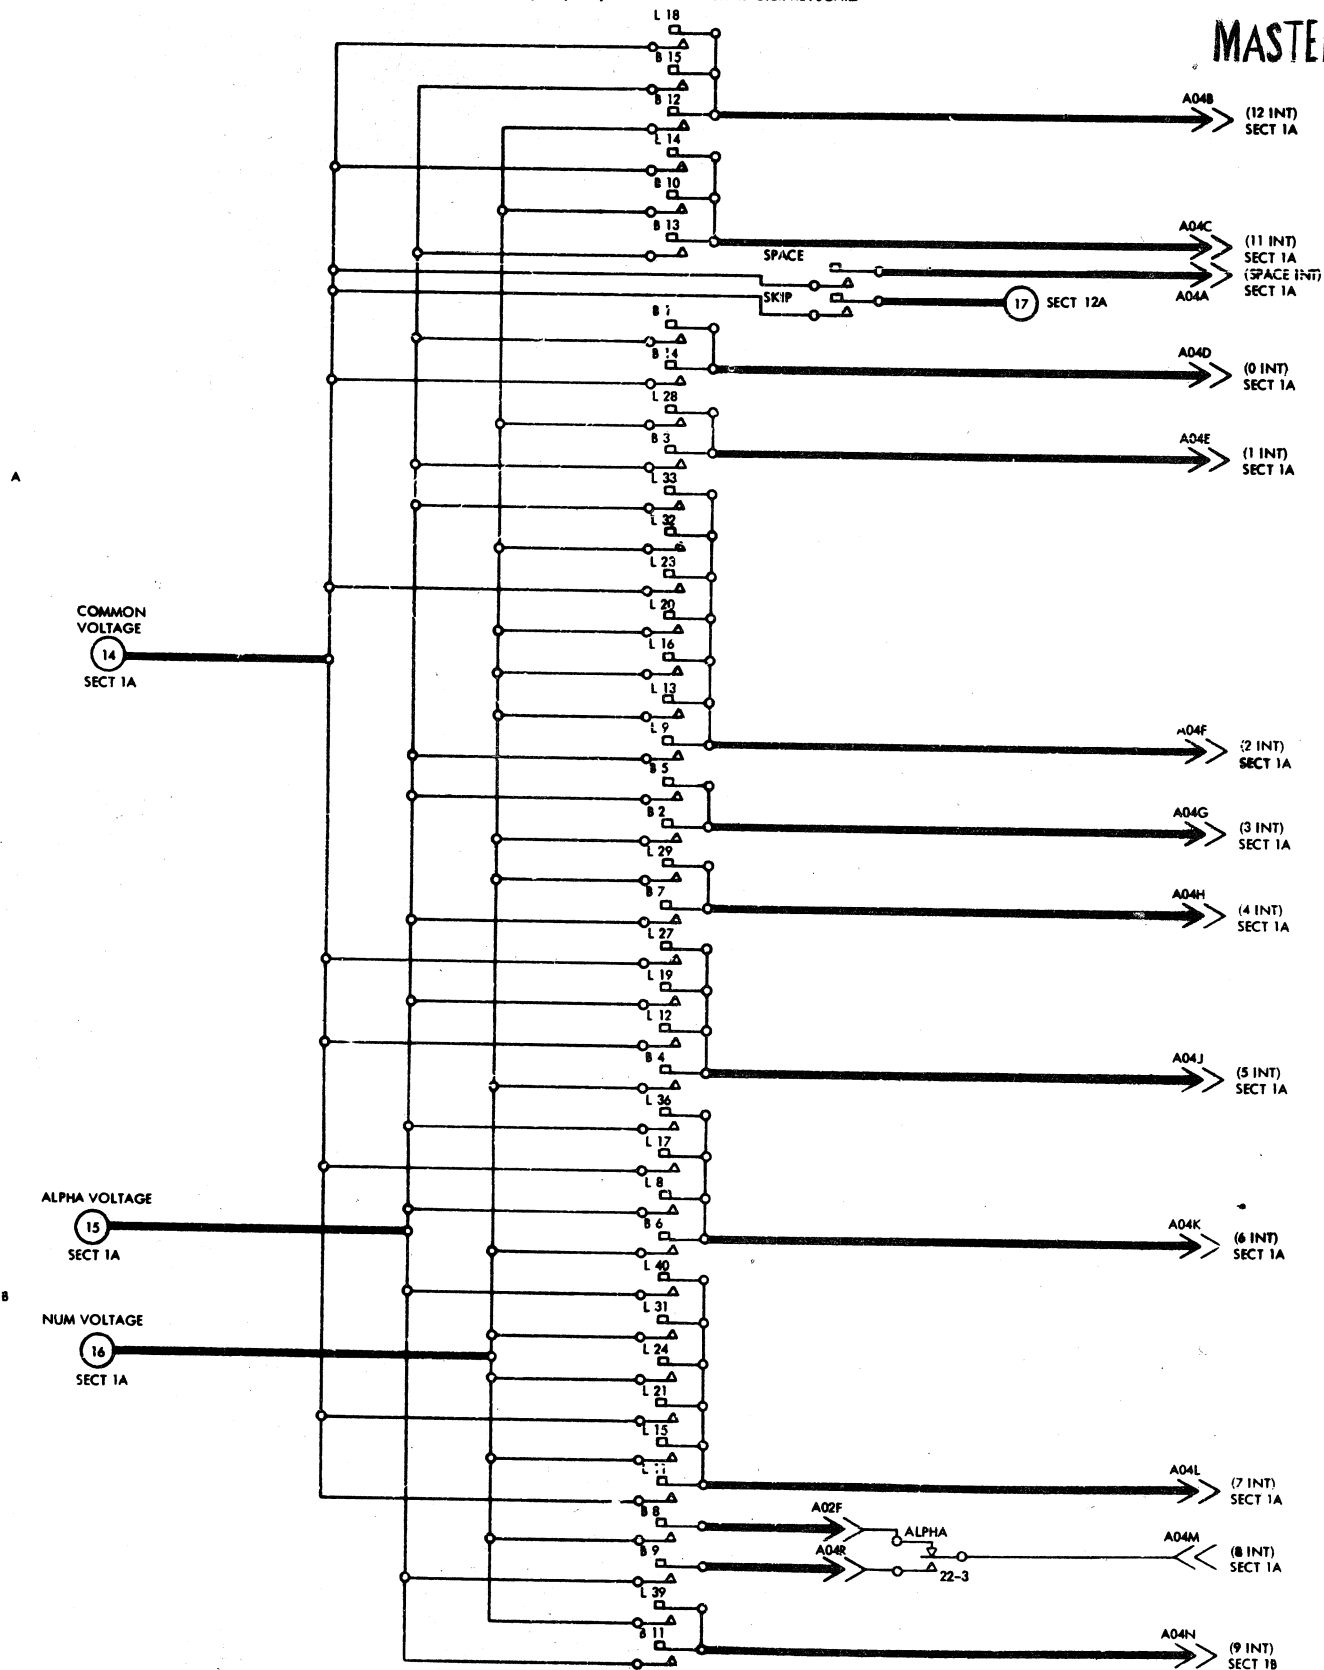 MASTE
L 18
B 15
B 12
A04B
(12 INT)
SECT 1A
L 14
B 10
B 13
A04C
(11 INT)
SECT 1A
SPACE
(SPACE INT)
A04A
SECT 1A
SKIP
17
SECT 12A
B 1
B 14
A04D
(0 INT)
SECT 1A
L 28
B 3
A04E
(1 INT)
SECT 1A
A
L 33
L 32
L 23
L 20
L 16
L 13
L 9
A04F
(2 INT)
SECT 1A
COMMON
VOLTAGE
14
SECT 1A
B 5
B 2
A04G
(3 INT)
SECT 1A
L 29
B 7
A04H
(4 INT)
SECT 1A
L 27
L 19
L 12
B 4
A04J
(5 INT)
SECT 1A
L 36
L 17
L 8
B 6
A04K
(6 INT)
SECT 1A
ALPHA VOLTAGE
15
SECT 1A
B
L 40
L 31
L 24
L 21
L 15
A04L
(7 INT)
SECT 1A
NUM VOLTAGE
16
SECT 1A
B 8
A02F
ALPHA
B 9
A04R
22-3
A04M
(8 INT)
SECT 1A
L 39
B 11
A04N
(9 INT)
SECT 1B